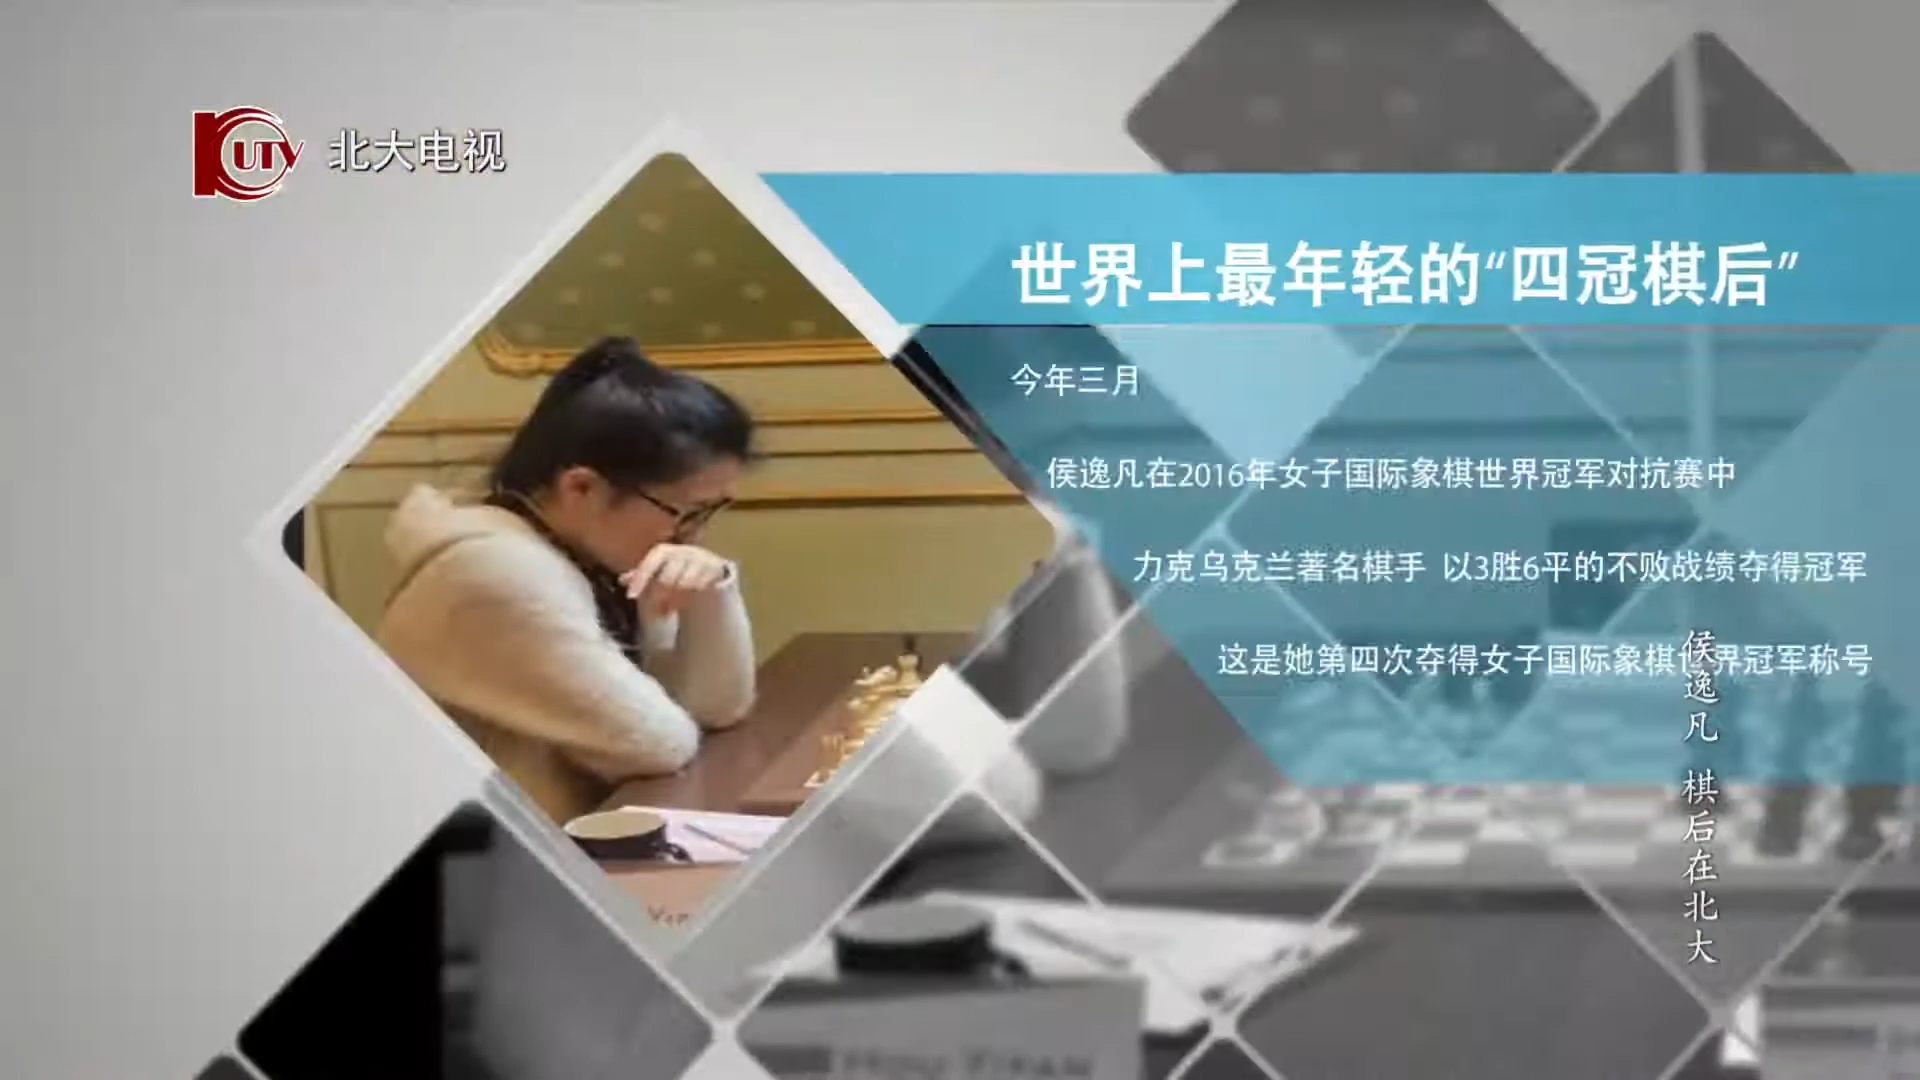 UTV 北大电视
世界上最年轻的“四冠棋后”
今年三月
侯逸凡在2016年女子国际象棋世界冠军对抗赛中
力克乌克兰著名棋手 以3胜6平的不败战绩夺得冠军
这是她第四次夺得女子国际象棋世界冠军称号
侯逸凡 棋后在北大
HOU YIFAN